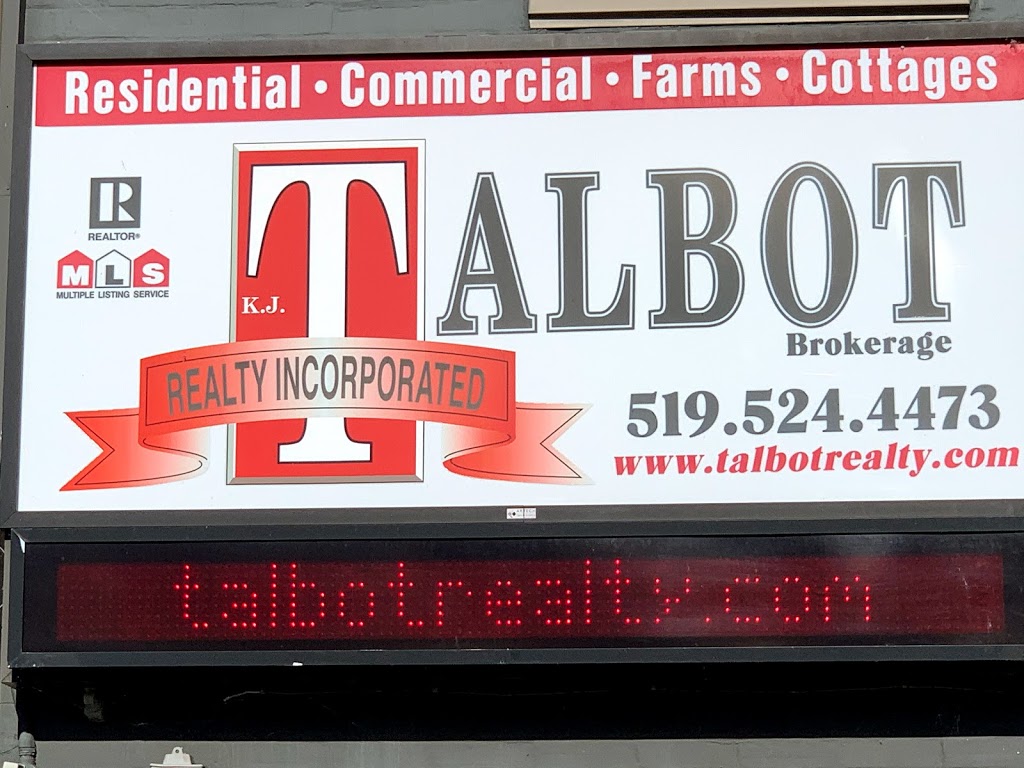 Residential • Commercial • Farms • Cottages
R
REALTOR®
MLS
MULTIPLE LISTING SERVICE
K.J.
TALBOT
Brokerage
REALTY INCORPORATED
519.524.4473
www.talbotrealty.com
talbotrealty.com